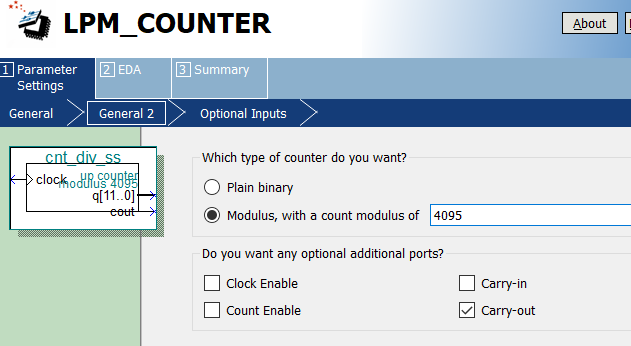 LPM_COUNTER
About
1 Parameter Settings
2 EDA
3 Summary
General
General 2
Optional Inputs
cnt_div_ss
up counter
clock
modulus 4095
q[11..0]
cout
Which type of counter do you want?
Plain binary
Modulus, with a count modulus of
4095
Do you want any optional additional ports?
Clock Enable
Carry-in
Count Enable
Carry-out